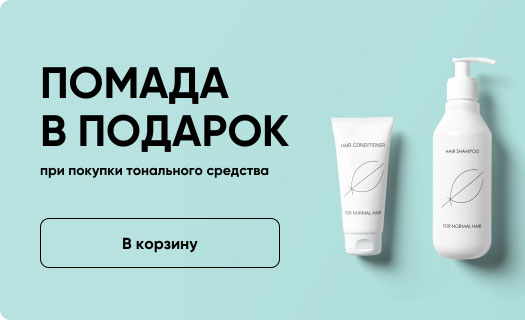 ПОМАДА
В ПОДАРОК
при покупки тонального средства
В корзину
HAIR CONDITIONER
FOR NORMAL HAIR
HAIR SHAMPOO
FOR NORMAL HAIR